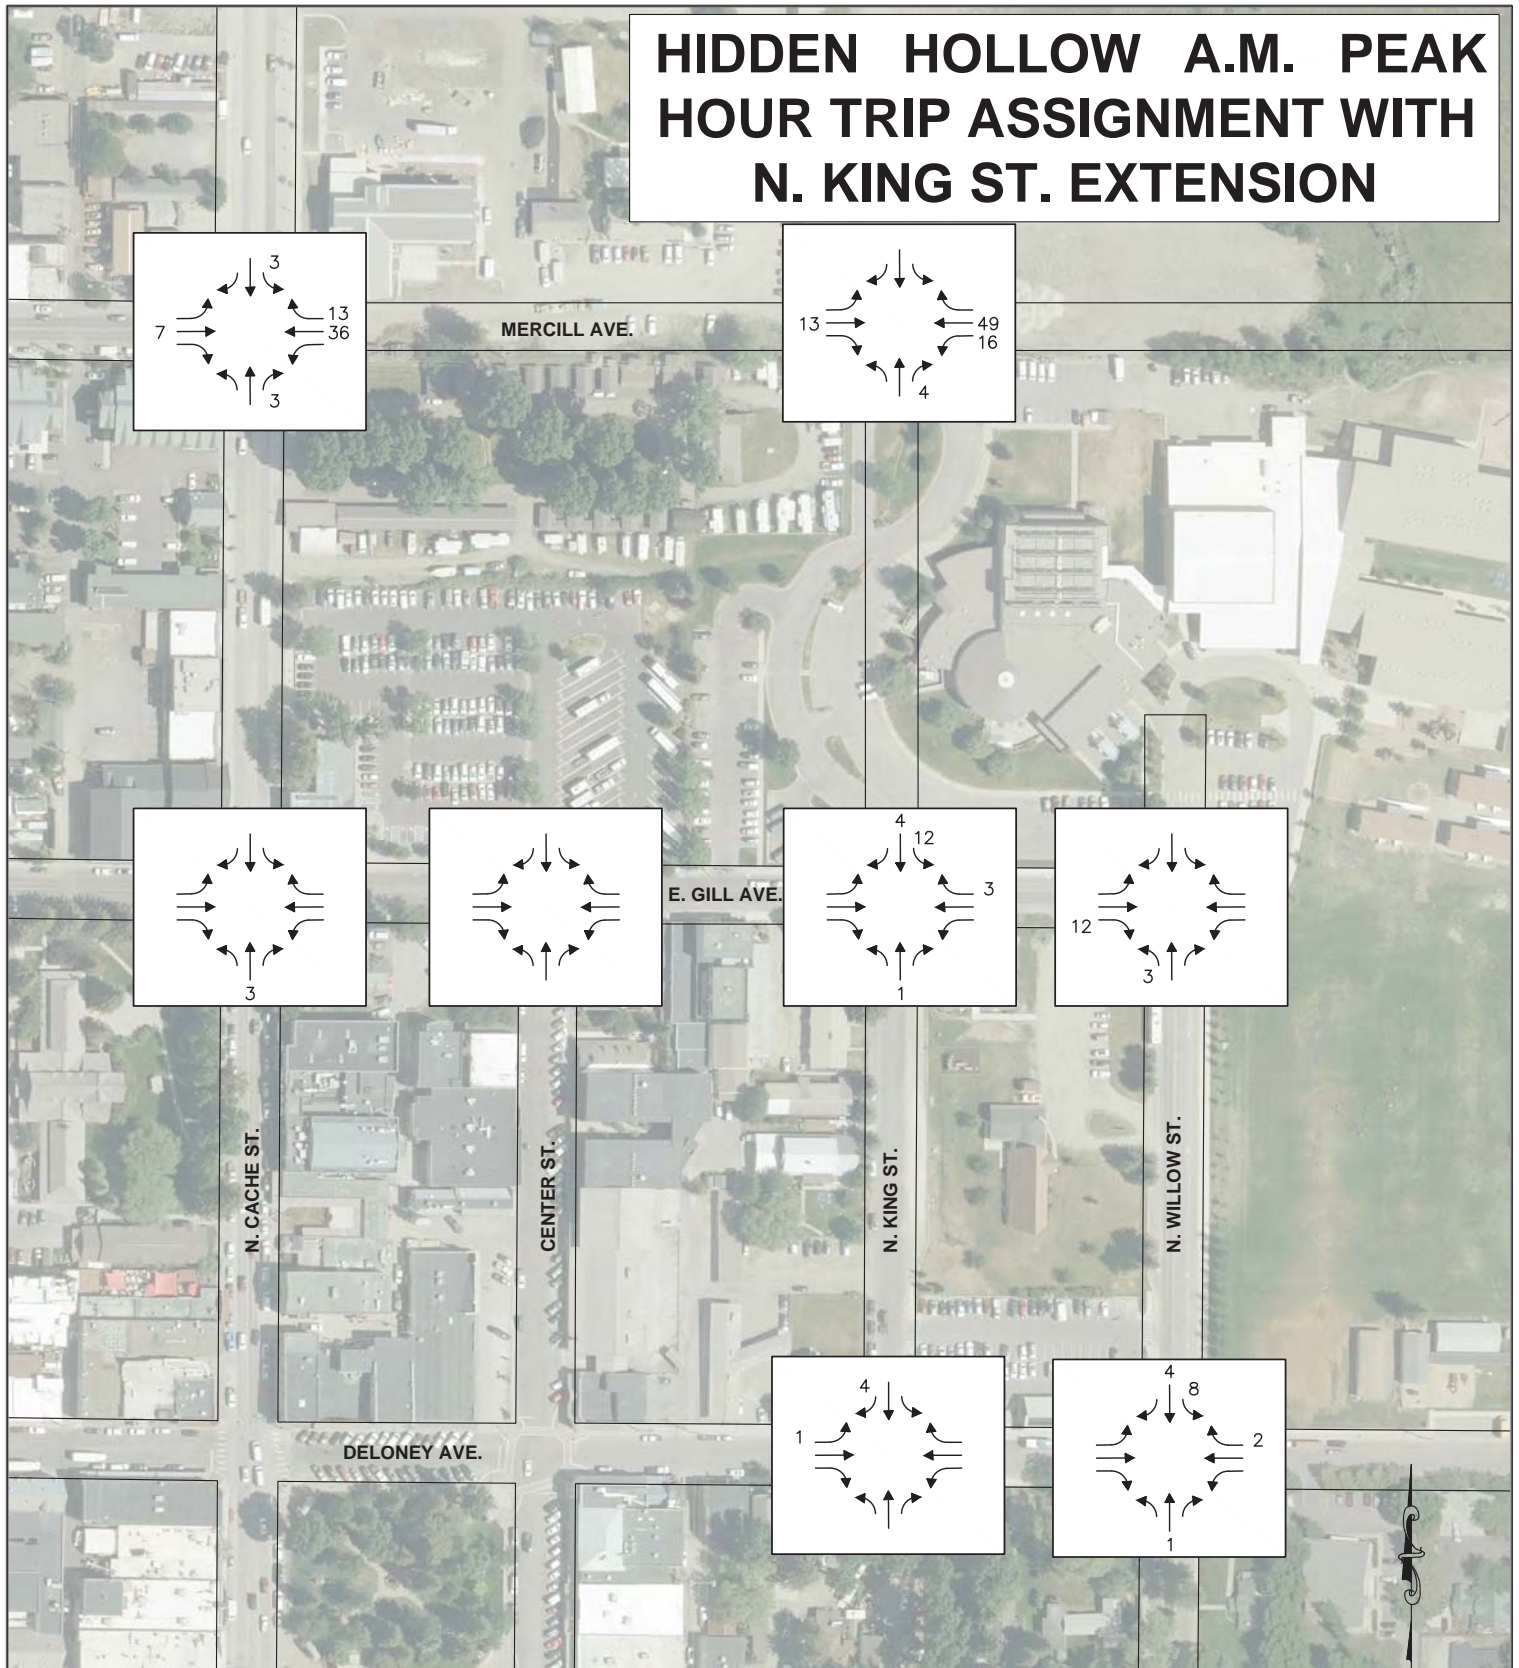 HIDDEN HOLLOW A.M. PEAK
HOUR TRIP ASSIGNMENT WITH
N. KING ST. EXTENSION
3
13
7
36
3
MERCILL AVE.
13
49
16
4
3
E. GILL AVE.
4
12
3
1
12
3
N. CACHE ST.
CENTER ST.
N. KING ST.
N. WILLOW ST.
DELONEY AVE.
4
1
4
8
2
1